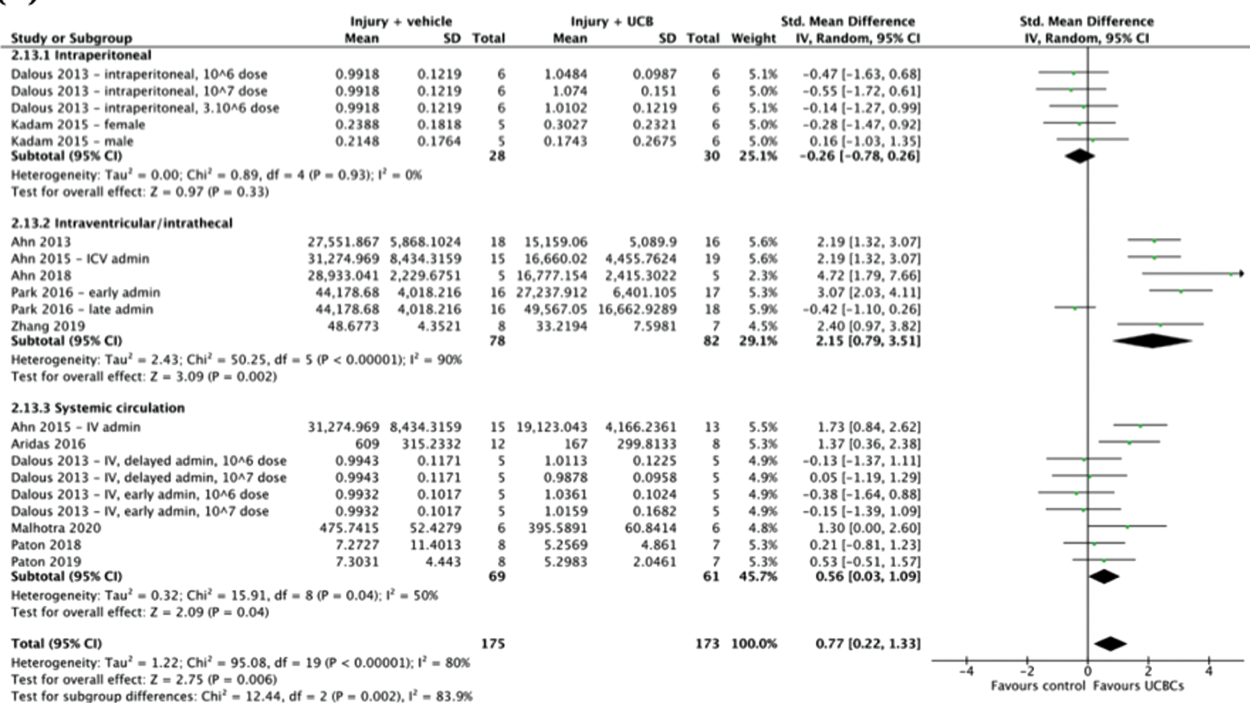 Injury + vehicle Injury + UCB Std. Mean Difference Std. Mean Difference
Study or Subgroup Mean SD Total Mean SD Total Weight IV, Random, 95% CI IV, Random, 95% CI
2.13.1 Intraperitoneal
Dalous 2013 – intraperitoneal, 10^6 dose 0.9918 0.1219 6 1.0484 0.0987 6 5.1% -0.47 [-1.63, 0.68]
Dalous 2013 – intraperitoneal, 10^7 dose 0.9918 0.1219 6 1.074 0.151 6 5.0% -0.55 [-1.72, 0.61]
Dalous 2013 – intraperitoneal, 3.10^6 dose 0.9918 0.1219 6 1.0102 0.1219 6 5.1% -0.14 [-1.27, 0.99]
Kadam 2015 – female 0.2388 0.1818 5 0.3027 0.2321 6 5.0% -0.28 [-1.47, 0.92]
Kadam 2015 – male 0.2148 0.1764 5 0.1743 0.2675 6 5.0% 0.16 [-1.03, 1.35]
Subtotal (95% CI) 28 30 25.1% -0.26 [-0.78, 0.26]
Heterogeneity: Tau² = 0.00; Chi² = 0.89, df = 4 (P = 0.93); I² = 0%
Test for overall effect: Z = 0.97 (P = 0.33)
2.13.2 Intraventricular/intrathecal
Ahn 2013 27,551.867 5,868.1024 18 15,159.06 5,089.9 16 5.6% 2.19 [1.32, 3.07]
Ahn 2015 – ICV admin 31,274.969 8,434.3159 15 16,660.02 4,455.7624 19 5.6% 2.19 [1.32, 3.07]
Ahn 2018 28,933.041 2,229.6751 5 16,777.154 2,415.3022 5 2.3% 4.72 [1.79, 7.66]
Park 2016 – early admin 44,178.68 4,018.216 16 27,237.912 6,401.105 17 5.3% 3.07 [2.03, 4.11]
Park 2016 – late admin 44,178.68 4,018.216 16 49,567.05 16,662.9289 18 5.9% -0.42 [-1.10, 0.26]
Zhang 2019 48.6773 4.3521 8 33.2194 7.5981 7 4.5% 2.40 [0.97, 3.82]
Subtotal (95% CI) 78 82 29.1% 2.15 [0.79, 3.51]
Heterogeneity: Tau² = 2.43; Chi² = 50.25, df = 5 (P < 0.00001); I² = 90%
Test for overall effect: Z = 3.09 (P = 0.002)
2.13.3 Systemic circulation
Ahn 2015 – IV admin 31,274.969 8,434.3159 15 19,123.043 4,166.2361 13 5.5% 1.73 [0.84, 2.62]
Aridas 2016 609 315.2332 12 167 299.8133 8 5.3% 1.37 [0.36, 2.38]
Dalous 2013 – IV, delayed admin, 10^6 dose 0.9943 0.1171 5 1.0113 0.1225 5 4.9% -0.13 [-1.37, 1.11]
Dalous 2013 – IV, delayed admin, 10^7 dose 0.9943 0.1171 5 0.9878 0.0958 5 4.9% 0.05 [-1.19, 1.29]
Dalous 2013 – IV, early admin, 10^6 dose 0.9932 0.1017 5 1.0361 0.1024 5 4.9% -0.38 [-1.64, 0.88]
Dalous 2013 – IV, early admin, 10^7 dose 0.9932 0.1017 5 1.0159 0.1682 5 4.9% -0.15 [-1.39, 1.09]
Malhotra 2020 475.7415 52.4279 6 395.5891 60.8414 6 4.8% 1.30 [0.00, 2.60]
Paton 2018 7.2727 11.4013 8 5.2569 4.861 7 5.3% 0.21 [-0.81, 1.23]
Paton 2019 7.3031 4.443 8 5.2983 2.0461 7 5.3% 0.53 [-0.51, 1.57]
Subtotal (95% CI) 69 61 45.7% 0.56 [0.03, 1.09]
Heterogeneity: Tau² = 0.32; Chi² = 15.91, df = 8 (P = 0.04); I² = 50%
Test for overall effect: Z = 2.09 (P = 0.04)
Total (95% CI) 175 173 100.0% 0.77 [0.22, 1.33]
Heterogeneity: Tau² = 1.22; Chi² = 95.08, df = 19 (P < 0.00001); I² = 80%
Test for overall effect: Z = 2.75 (P = 0.006)
Test for subgroup differences: Chi² = 12.44, df = 2 (P = 0.002), I² = 83.9%
-4 -2 0 2 4
Favours control Favours UCBCs